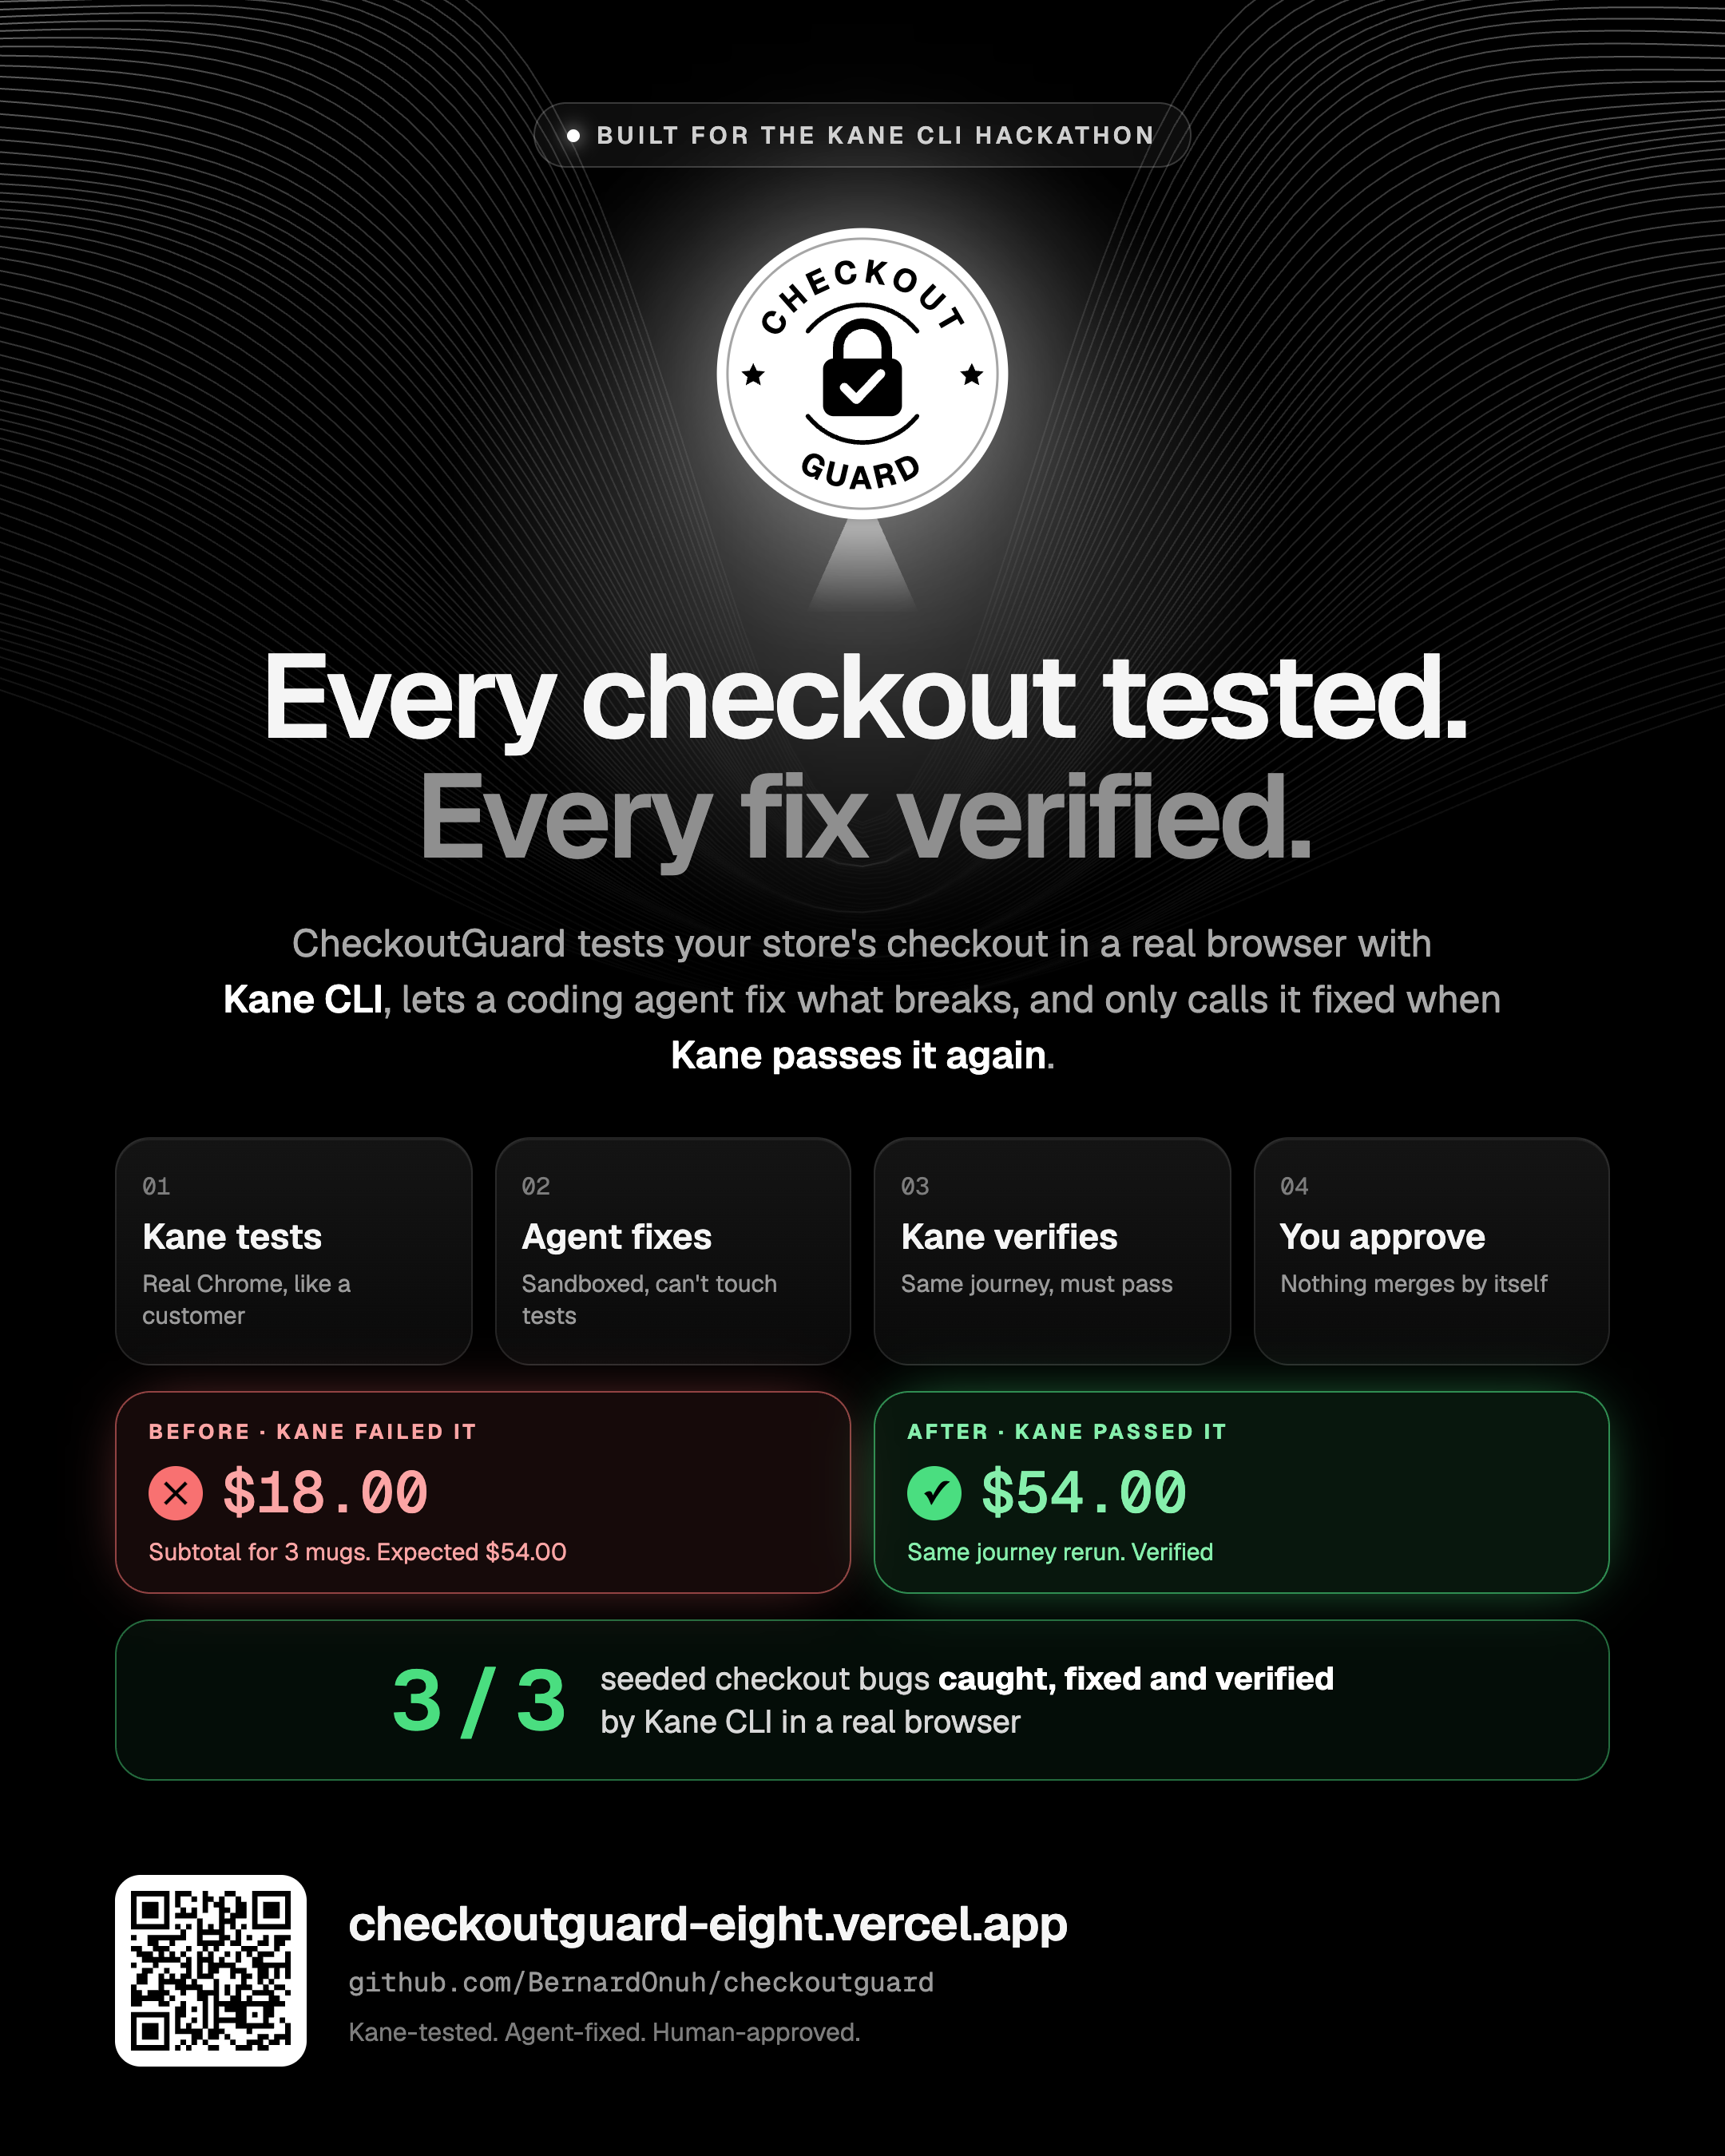 BUILT FOR THE KANE CLI HACKATHON
CHECKOUT
GUARD
Every checkout tested.
Every fix verified.
CheckoutGuard tests your store's checkout in a real browser with
Kane CLI, lets a coding agent fix what breaks, and only calls it fixed when
Kane passes it again.
01
Kane tests
Real Chrome, like a
customer
02
Agent fixes
Sandboxed, can't touch
tests
03
Kane verifies
Same journey, must pass
04
You approve
Nothing merges by itself
BEFORE · KANE FAILED IT
$18.00
Subtotal for 3 mugs. Expected $54.00
AFTER · KANE PASSED IT
$54.00
Same journey rerun. Verified
3/3
seeded checkout bugs caught, fixed and verified
by Kane CLI in a real browser
checkoutguard-eight.vercel.app
github.com/BernardOnuh/checkoutguard
Kane-tested. Agent-fixed. Human-approved.